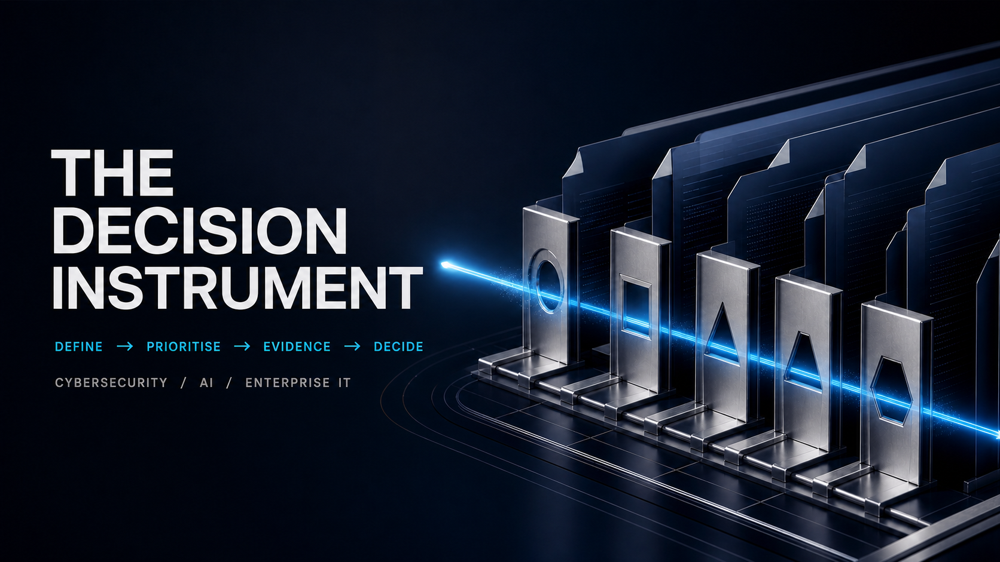 THE
DECISION
INSTRUMENT
DEFINE → PRIORITISE → EVIDENCE → DECIDE
CYBERSECURITY / AI / ENTERPRISE IT